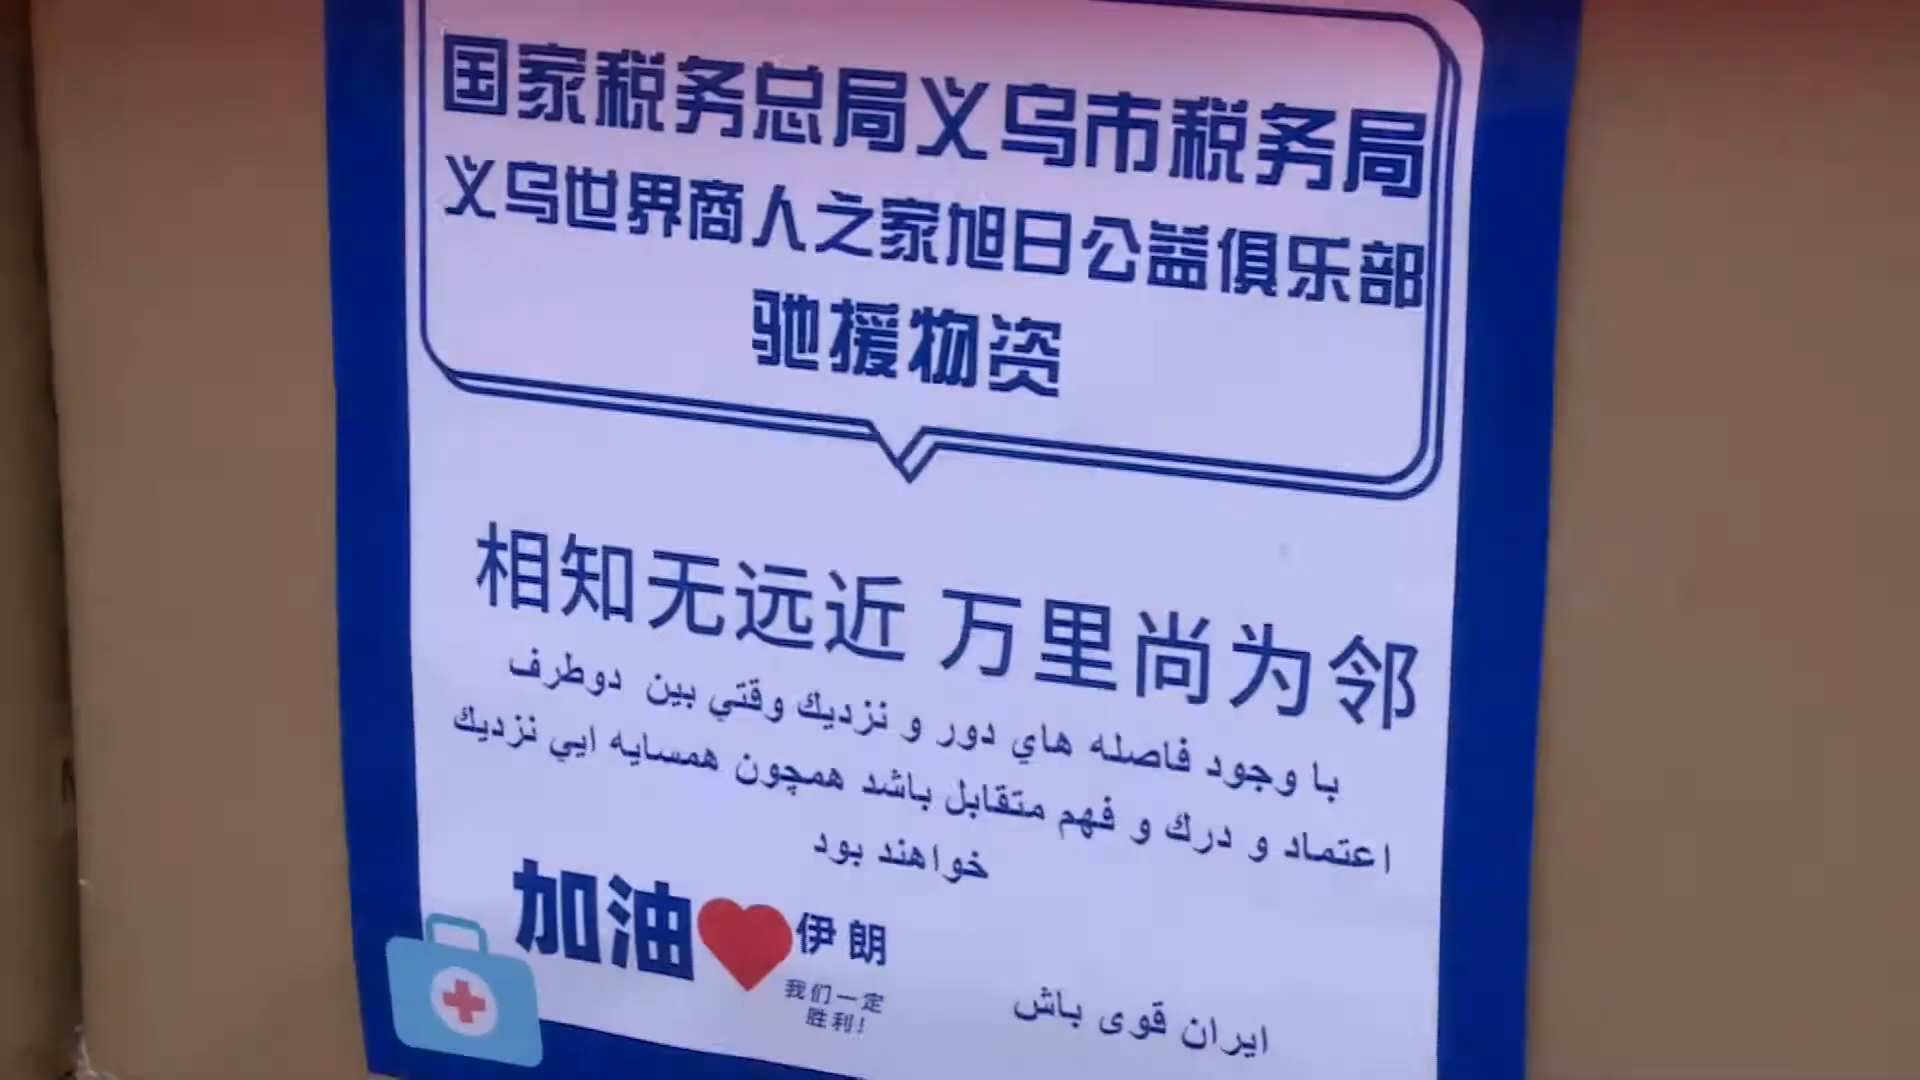 国家税务总局义乌市税务局
义乌世界商人之家旭日公益俱乐部
驰援物资
相知无远近 万里尚为邻
با وجود فاصله هاي دور و نزديك وقتي بين دوطرف
اعتماد و درك و فهم متقابل باشد همچون همسايه ايي نزديك
خواهند بود
加油 伊朗
我们一定
胜利!
ایران قوی باش